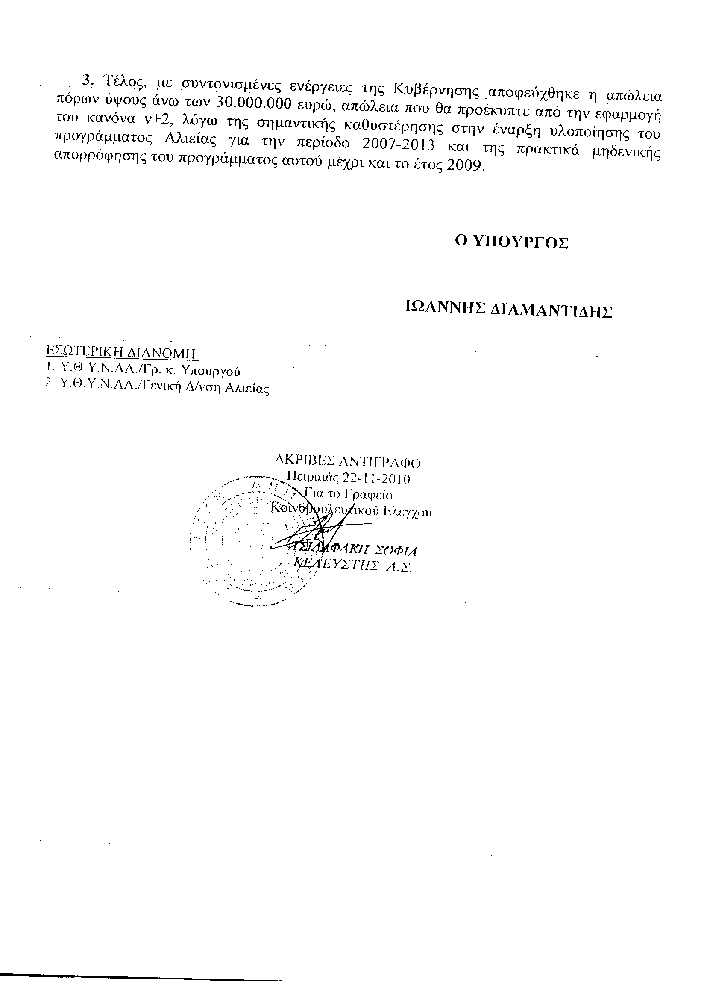 3. Τέλος, με συντονισμένες ενέργειες της Κυβέρνησης αποφεύχθηκε η απώλεια
πόρων ύψους άνω των 30.000.000 ευρώ, απώλεια που θα προέκυπτε από την εφαρμογή
του κανόνα ν+2, λόγω της σημαντικής καθυστέρησης στην έναρξη υλοποίησης του
προγράμματος Αλιείας για την περίοδο 2007-2013 και της πρακτικά μηδενικής
απορρόφησης του προγράμματος αυτού μέχρι και το έτος 2009.
Ο ΥΠΟΥΡΓΟΣ
ΙΩΑΝΝΗΣ ΔΙΑΜΑΝΤΙΔΗΣ
ΕΣΩΤΕΡΙΚΗ ΔΙΑΝΟΜΗ
1. Υ.Θ.Υ.Ν.ΑΛ./Γρ. κ. Υπουργού
2. Υ.Θ.Υ.Ν.ΑΛ./Γενική Δ/νση Αλιείας
ΑΚΡΙΒΕΣ ΑΝΤΙΓΡΑΦΟ
Πειραιάς 22-11-2010
Για το Γραφείο
Κοινοβουλευτικού Ελέγχου
ΣΟΦΙΑ
ΚΕΛΕΥΣΤΗΣ Λ.Σ.